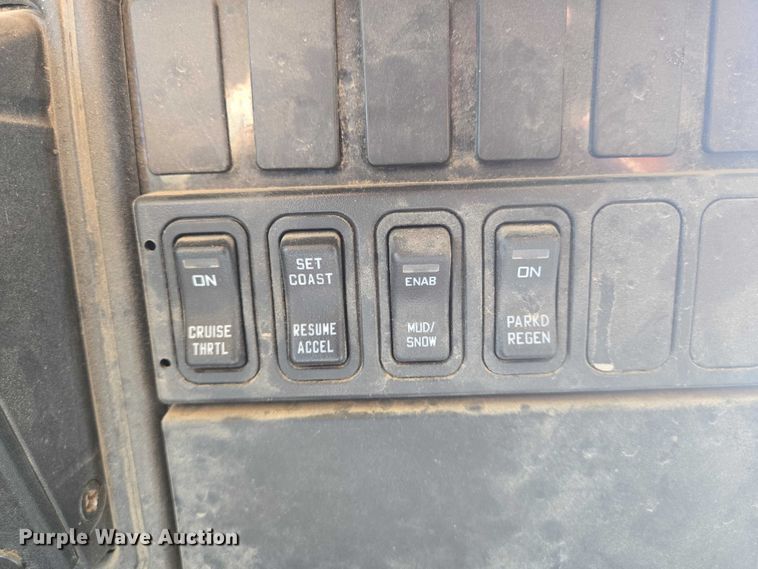 ON
CRUISE
THRTL
SET
COAST
RESUME
ACCEL
ENAB
MUD/
SNOW
ON
PARKD
REGEN
Purple Wave Auction®